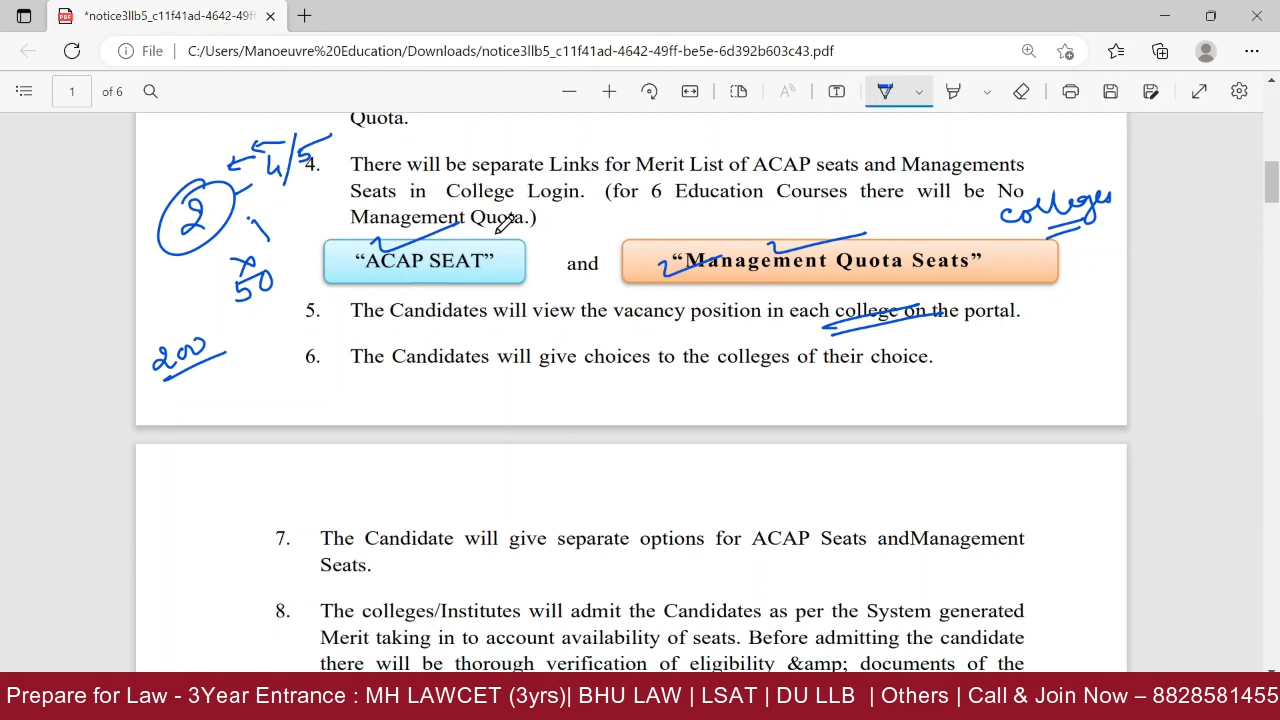 *notice3llb5_c11f41ad-4642-49ff
File
C:/Users/Manoeuvre%20Education/Downloads/notice3llb5_c11f41ad-4642-49ff-be5e-6d392b603c43.pdf
1 of 6
Quota.
4. There will be separate Links for Merit List of ACAP seats and Managements
Seats in College Login. (for 6 Education Courses there will be No
Management Quota.)
"ACAP SEAT" and "Management Quota Seats"
5. The Candidates will view the vacancy position in each college on the portal.
6. The Candidates will give choices to the colleges of their choice.
4/5
2
50
200
colleges
7. The Candidate will give separate options for ACAP Seats andManagement
Seats.
8. The colleges/Institutes will admit the Candidates as per the System generated
Merit taking in to account availability of seats. Before admitting the candidate
there will be thorough verification of eligibility &amp; documents of the
Prepare for Law - 3Year Entrance : MH LAWCET (3yrs)| BHU LAW | LSAT | DU LLB | Others | Call & Join Now – 8828581455